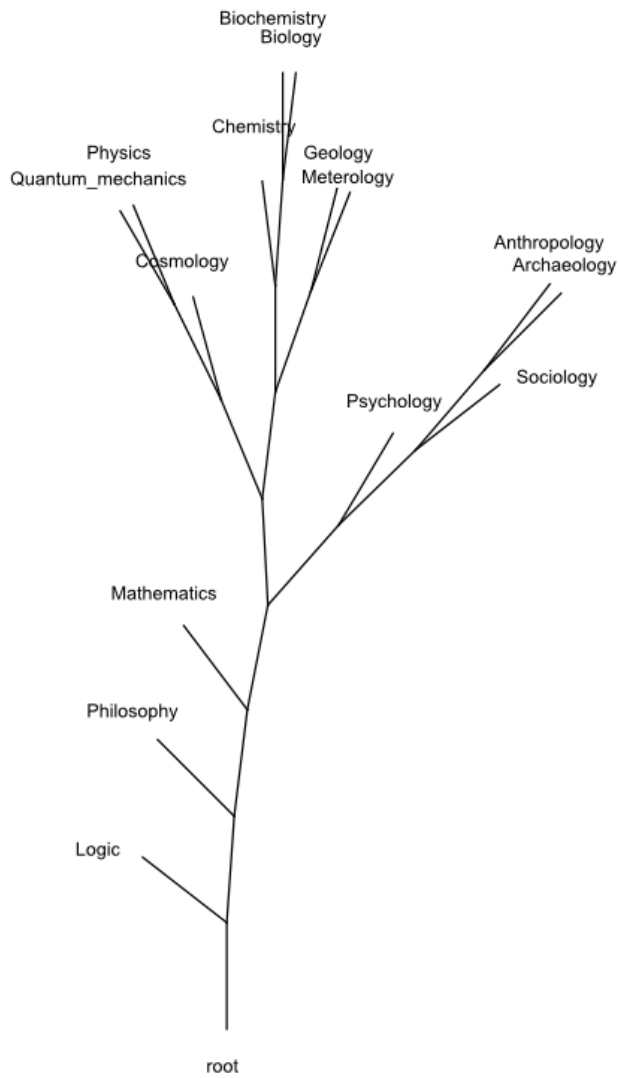 Biochemistry
Biology
Chemistry
Physics
Geology
Quantum_mechanics
Meterology
Anthropology
Cosmology
Archaeology
Sociology
Psychology
Mathematics
Philosophy
Logic
root